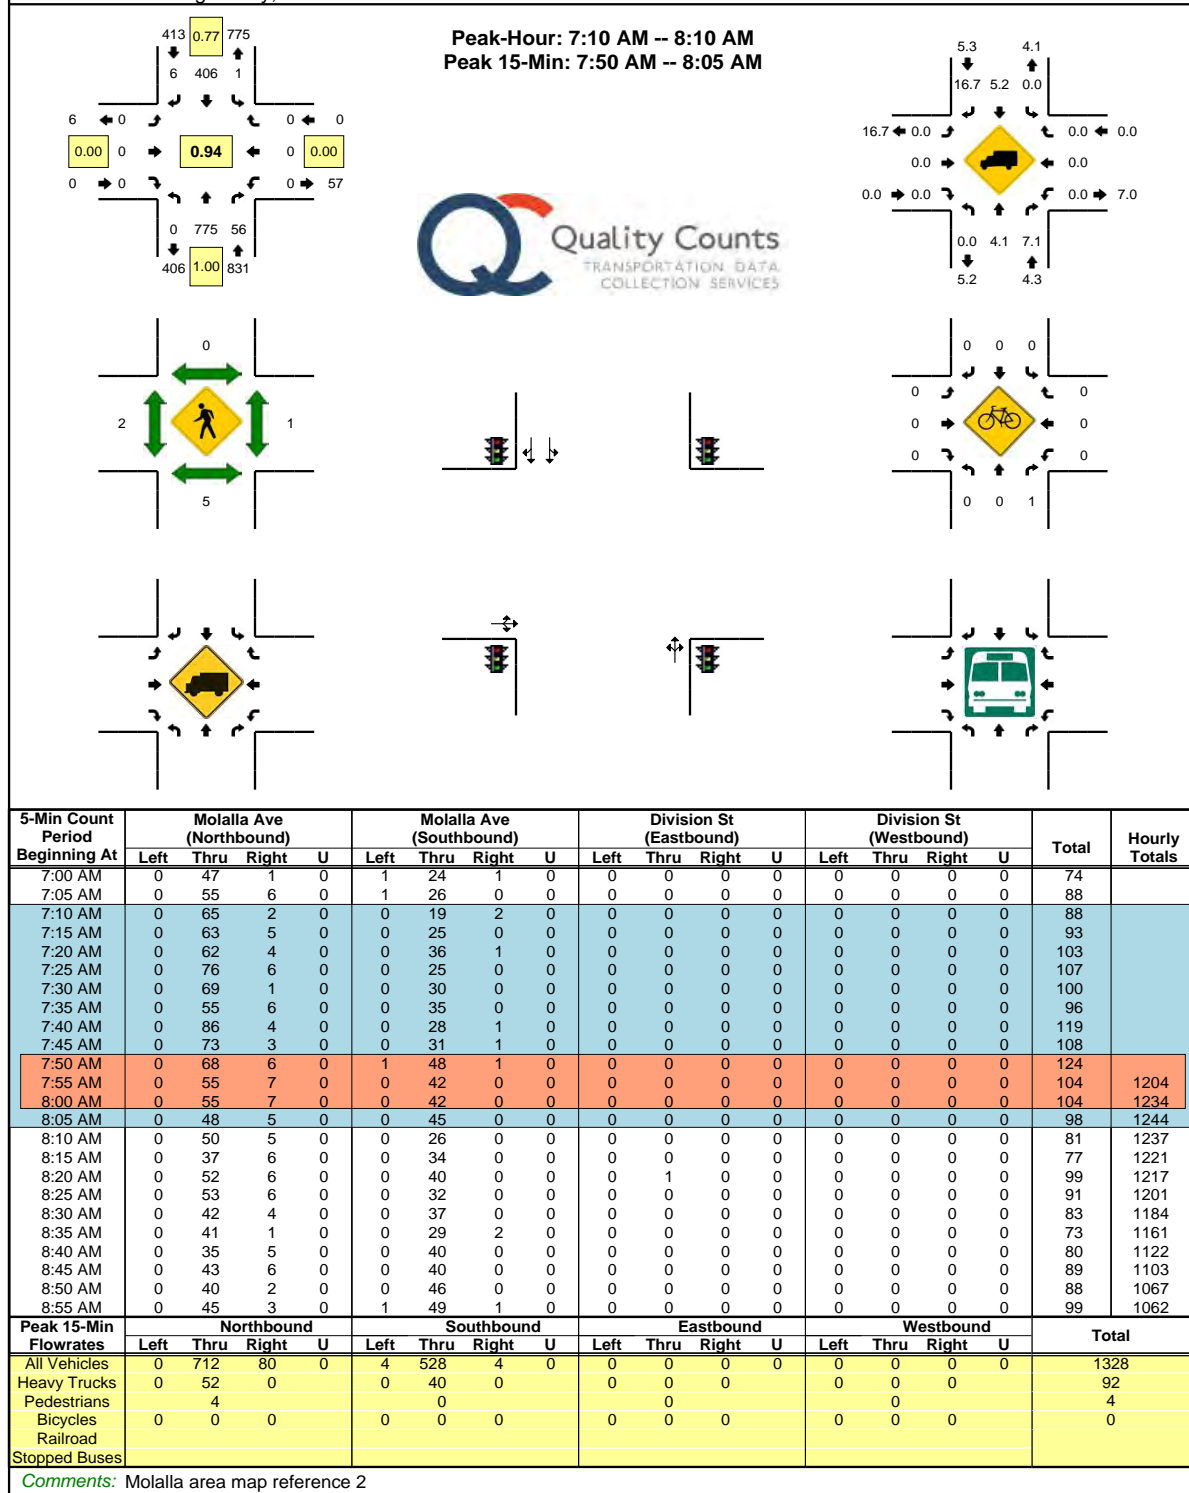 Peak-Hour: 7:10 AM -- 8:10 AM
Peak 15-Min: 7:50 AM -- 8:05 AM
413 0.77 775
6 406 1
6 0 0 0
0.00 0 0.94 0 0.00
0 0 0 57
0 775 56
406 1.00 831
5.3 4.1
16.7 5.2 0.0
16.7 0.0 0.0 0.0
0.0 0.0
0.0 0.0 0.0 7.0
0.0 4.1 7.1
5.2 4.3
QC Quality Counts
TRANSPORTATION DATA
COLLECTION SERVICES
0
2 1
5
0 0 0
0 0
0 0
0 0
0 0 1
5-Min Count Period Beginning At Molalla Ave (Northbound) Molalla Ave (Southbound) Division St (Eastbound) Division St (Westbound) Total Hourly Totals
Left Thru Right U Left Thru Right U Left Thru Right U Left Thru Right U
7:00 AM 0 47 1 0 1 24 1 0 0 0 0 0 0 0 0 0 74
7:05 AM 0 55 6 0 1 26 0 0 0 0 0 0 0 0 0 0 88
7:10 AM 0 65 2 0 0 19 2 0 0 0 0 0 0 0 0 0 88
7:15 AM 0 63 5 0 0 25 0 0 0 0 0 0 0 0 0 0 93
7:20 AM 0 62 4 0 0 36 1 0 0 0 0 0 0 0 0 0 103
7:25 AM 0 76 6 0 0 25 0 0 0 0 0 0 0 0 0 0 107
7:30 AM 0 69 1 0 0 30 0 0 0 0 0 0 0 0 0 0 100
7:35 AM 0 55 6 0 0 35 0 0 0 0 0 0 0 0 0 0 96
7:40 AM 0 86 4 0 0 28 1 0 0 0 0 0 0 0 0 0 119
7:45 AM 0 73 3 0 0 31 1 0 0 0 0 0 0 0 0 0 108
7:50 AM 0 68 6 0 1 48 1 0 0 0 0 0 0 0 0 0 124
7:55 AM 0 55 7 0 0 42 0 0 0 0 0 0 0 0 0 0 104 1204
8:00 AM 0 55 7 0 0 42 0 0 0 0 0 0 0 0 0 0 104 1234
8:05 AM 0 48 5 0 0 45 0 0 0 0 0 0 0 0 0 0 98 1244
8:10 AM 0 50 5 0 0 26 0 0 0 0 0 0 0 0 0 0 81 1237
8:15 AM 0 37 6 0 0 34 0 0 0 0 0 0 0 0 0 0 77 1221
8:20 AM 0 52 6 0 0 40 0 0 0 1 0 0 0 0 0 0 99 1217
8:25 AM 0 53 6 0 0 32 0 0 0 0 0 0 0 0 0 0 91 1201
8:30 AM 0 42 4 0 0 37 0 0 0 0 0 0 0 0 0 0 83 1184
8:35 AM 0 41 1 0 0 29 2 0 0 0 0 0 0 0 0 0 73 1161
8:40 AM 0 35 5 0 0 40 0 0 0 0 0 0 0 0 0 0 80 1122
8:45 AM 0 43 6 0 0 40 0 0 0 0 0 0 0 0 0 0 89 1103
8:50 AM 0 40 2 0 0 46 0 0 0 0 0 0 0 0 0 0 88 1067
8:55 AM 0 45 3 0 1 49 1 0 0 0 0 0 0 0 0 0 99 1062
Peak 15-Min Flowrates Northbound Southbound Eastbound Westbound Total
Left Thru Right U Left Thru Right U Left Thru Right U Left Thru Right U
All Vehicles 0 712 80 0 4 528 4 0 0 0 0 0 0 0 0 0 1328
Heavy Trucks 0 52 0 0 40 0 0 0 0 0 0 0 92
Pedestrians 4 0 0 0 4
Bicycles 0 0 0 0 0 0 0 0 0 0 0 0 0
Railroad
Stopped Buses
Comments: Molalla area map reference 2